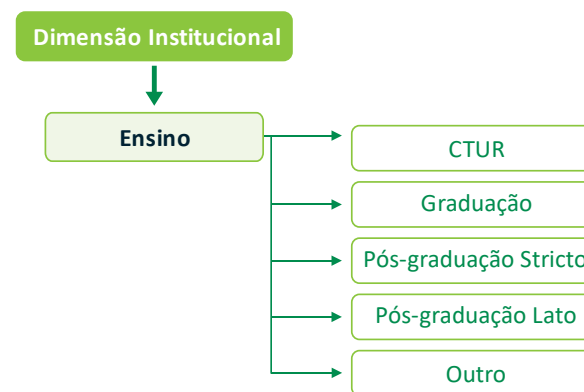 Dimensão Institucional
Ensino
CTUR
Graduação
Pós-graduação Stricto
Pós-graduação Lato
Outro